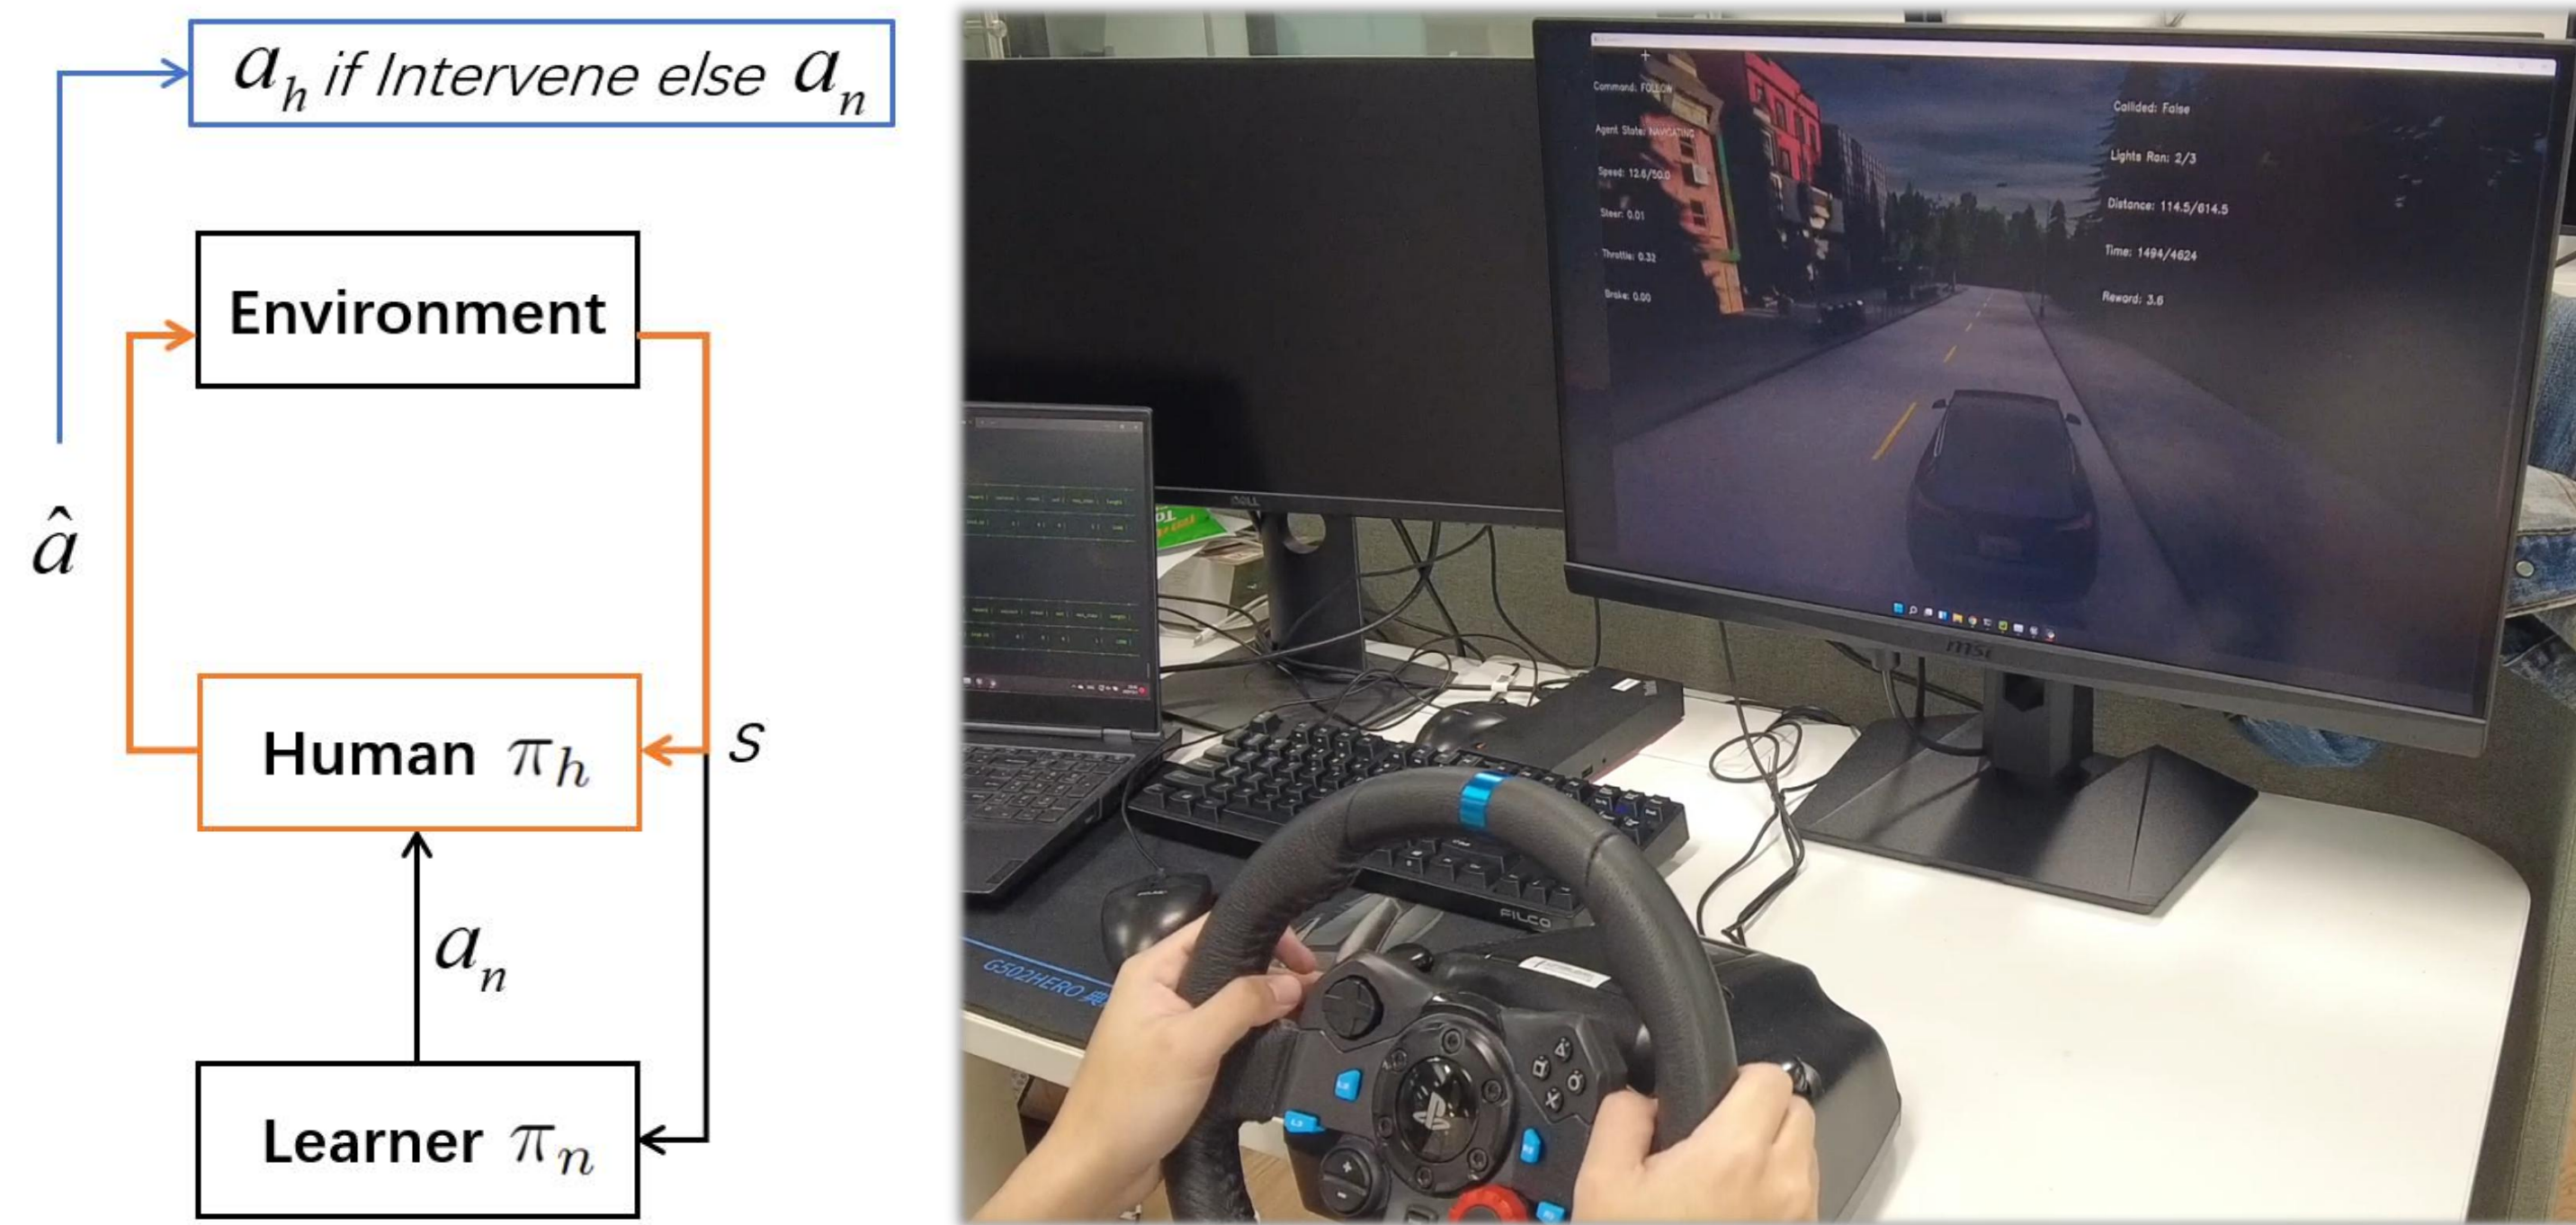 a_h if Intervene else a_n
Environment
â
Human π_h
S
a_n
Learner π_n
Command: FOLLOW
Agent State: NAVIGATING
Speed: 12.6/50.0
Steer: 0.01
Throttle: 0.32
Brake: 0.00
Collided: False
Lights Ran: 2/3
Distance: 114.5/614.5
Time: 1494/4624
Reward: 3.6
DELL
msi
FILCO
G502HERO